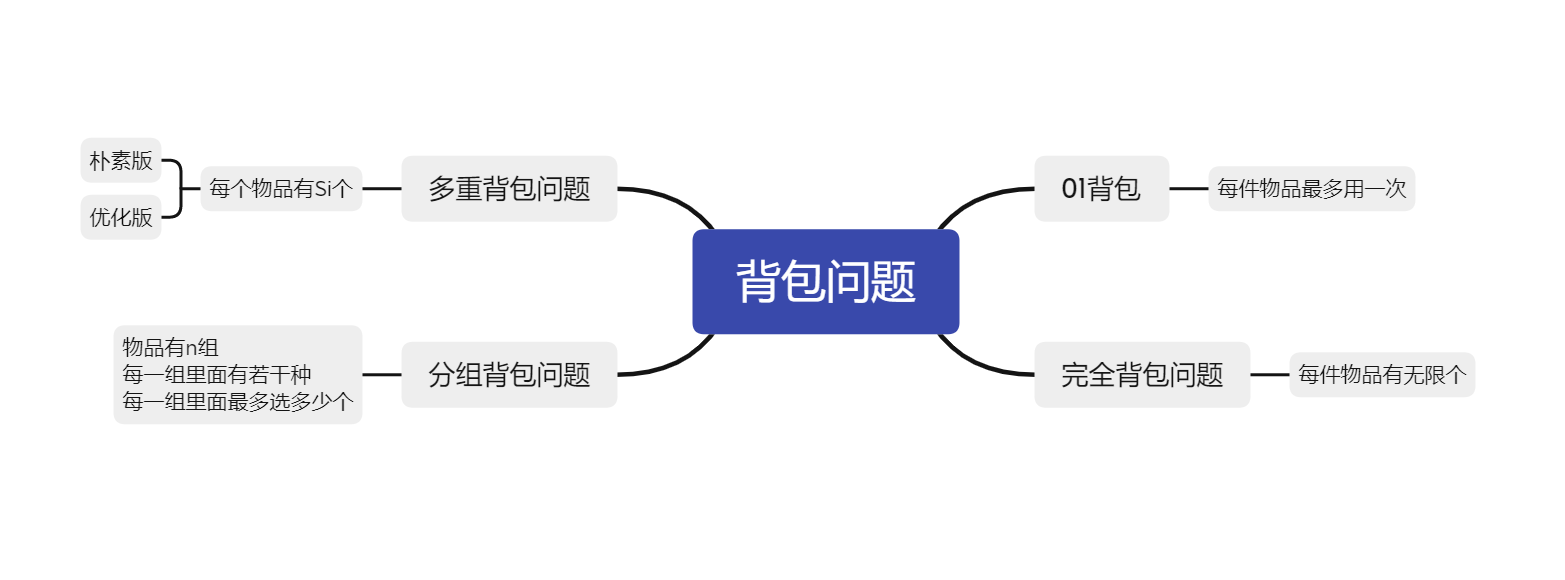 背包问题
01背包
每件物品最多用一次
完全背包问题
每件物品有无限个
多重背包问题
每个物品有Si个
朴素版
优化版
分组背包问题
物品有n组
每一组里面有若干种
每一组里面最多选多少个